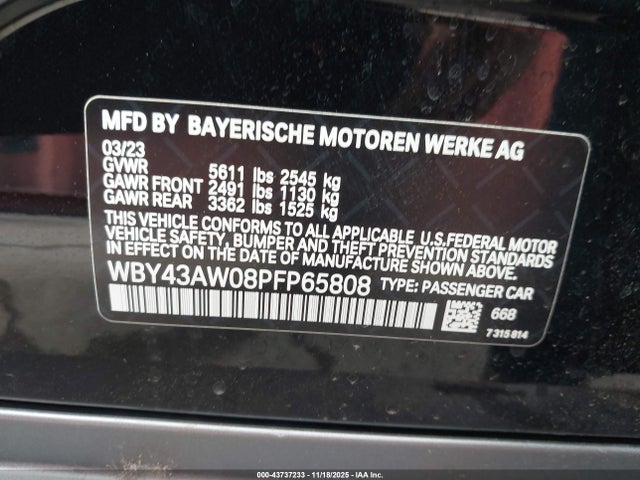 MFD BY BAYERISCHE MOTOREN WERKE AG
03/23
GVWR 5611 lbs 2545 kg
GAWR FRONT 2491 lbs 1130 kg
GAWR REAR 3362 lbs 1525 kg
THIS VEHICLE CONFORMS TO ALL APPLICABLE U.S.FEDERAL MOTOR
VEHICLE SAFETY, BUMPER AND THEFT PREVENTION STANDARDS
IN EFFECT ON THE DATE OF MANUFACTURE SHOWN ABOVE.
WBY43AW08PFP65808 TYPE: PASSENGER CAR
668
7 315 814
000-43737233 - 11/18/2025 - IAA Inc.